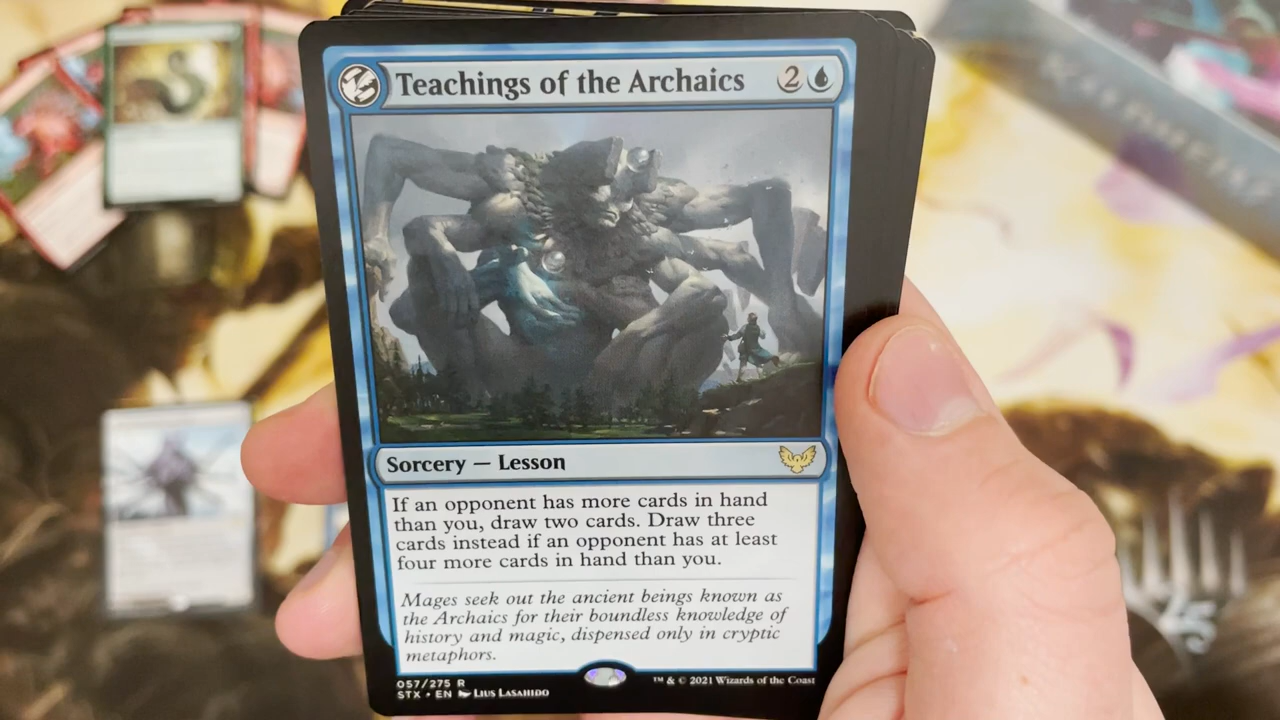 Teachings of the Archaics 2
Sorcery — Lesson
If an opponent has more cards in hand
than you, draw two cards. Draw three
cards instead if an opponent has at least
four more cards in hand than you.
Mages seek out the ancient beings known as
the Archaics for their boundless knowledge of
history and magic, dispensed only in cryptic
metaphors.
057/275 R
STX • EN Lius Lasahido
™ & © 2021 Wizards of the Coast